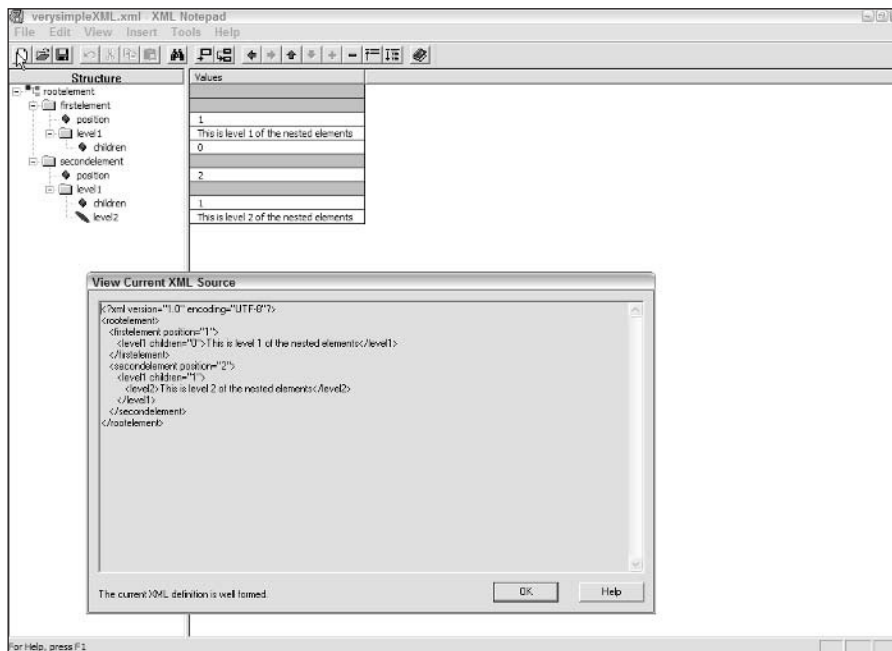 verysimpleXML.xml - XML Notepad
File Edit View Insert Tools Help
Structure
Values
rootelement
firstelement
position
1
level1
This is level 1 of the nested elements
children
0
secondelement
position
2
level1
children
1
level2
This is level 2 of the nested elements
View Current XML Source
<?xml version="1.0" encoding="UTF-8"?>
<rootelement>
<firstelement position="1">
<level1 children="0">This is level 1 of the nested elements</level1>
</firstelement>
<secondelement position="2">
<level1 children="1">
<level2>This is level 2 of the nested elements</level2>
</level1>
</secondelement>
</rootelement>
The current XML definition is well formed.
OK
Help
For Help, press F1